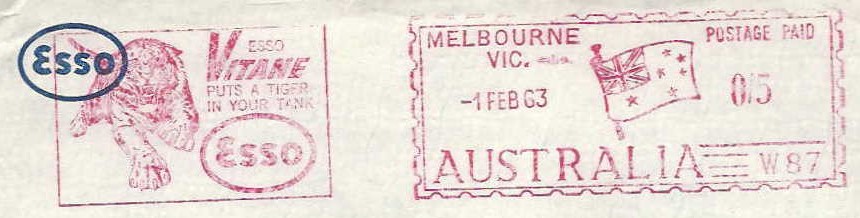 Esso
ESSO
VITANE
PUTS A TIGER
IN YOUR TANK
Esso
MELBOURNE
VIC.
POSTAGE PAID
-1 FEB 63
0/5
AUSTRALIA
W87